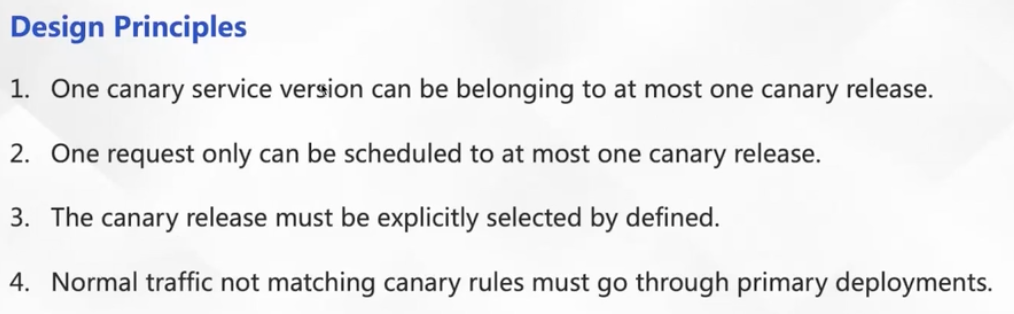 Design Principles
1. One canary service version can be belonging to at most one canary release.
2. One request only can be scheduled to at most one canary release.
3. The canary release must be explicitly selected by defined.
4. Normal traffic not matching canary rules must go through primary deployments.